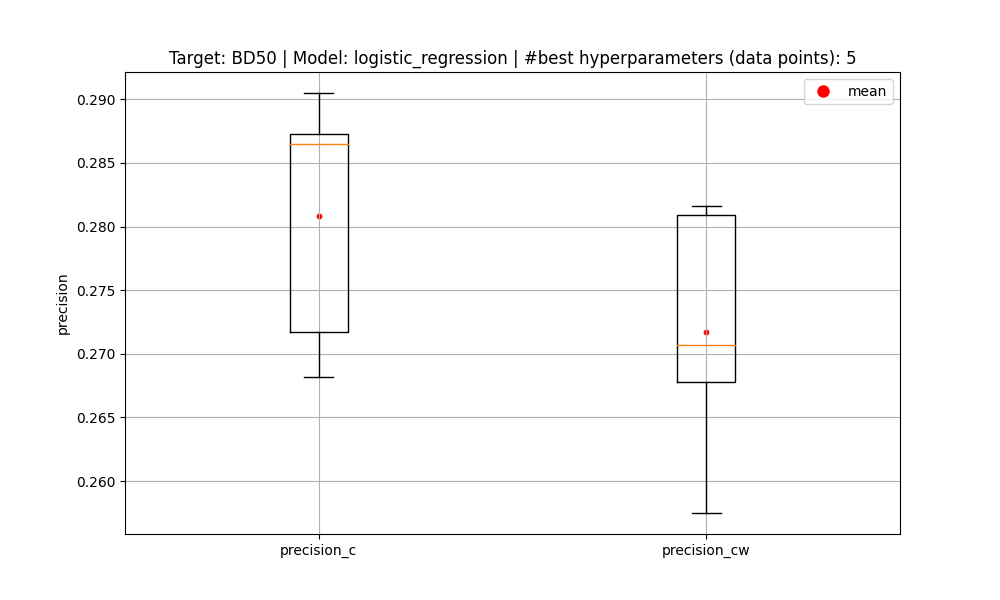 Target: BD50 | Model: logistic_regression | #best hyperparameters (data points): 5
mean
0.290
0.285
0.280
0.275
0.270
0.265
0.260
precision
precision_c
precision_cw